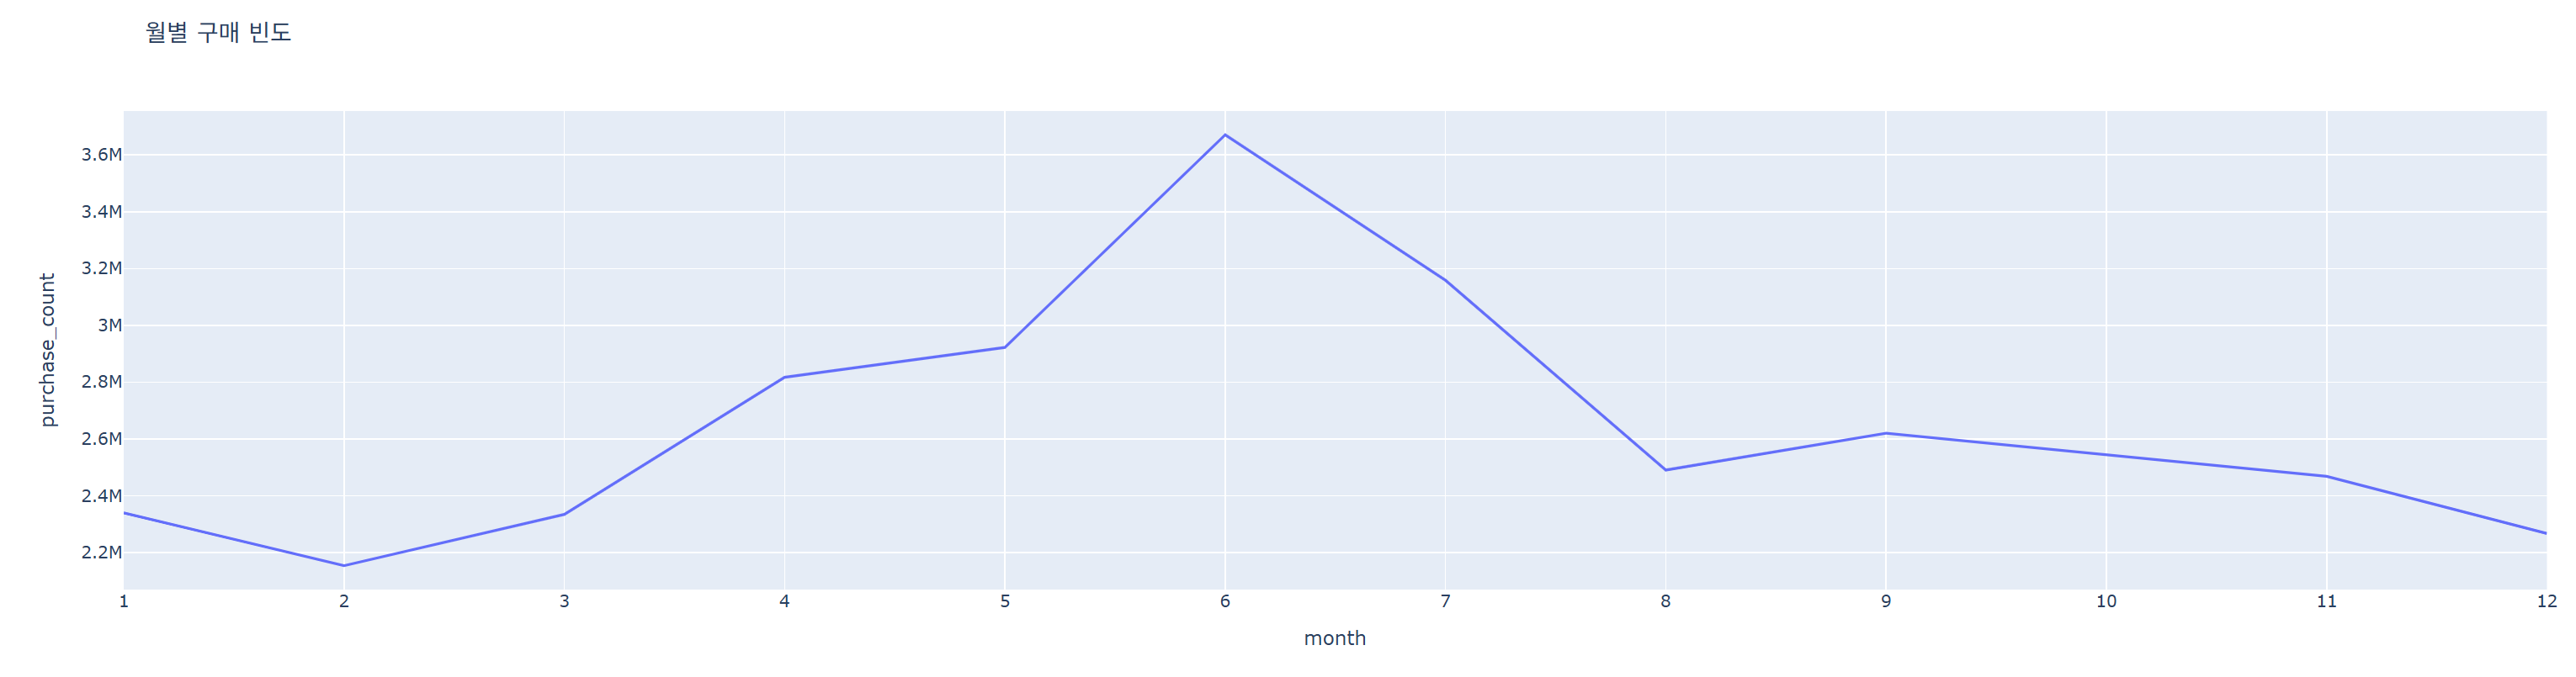 월별 구매 빈도
3.6M
3.4M
3.2M
3M
2.8M
2.6M
2.4M
2.2M
purchase_count
1 2 3 4 5 6 7 8 9 10 11 12
month